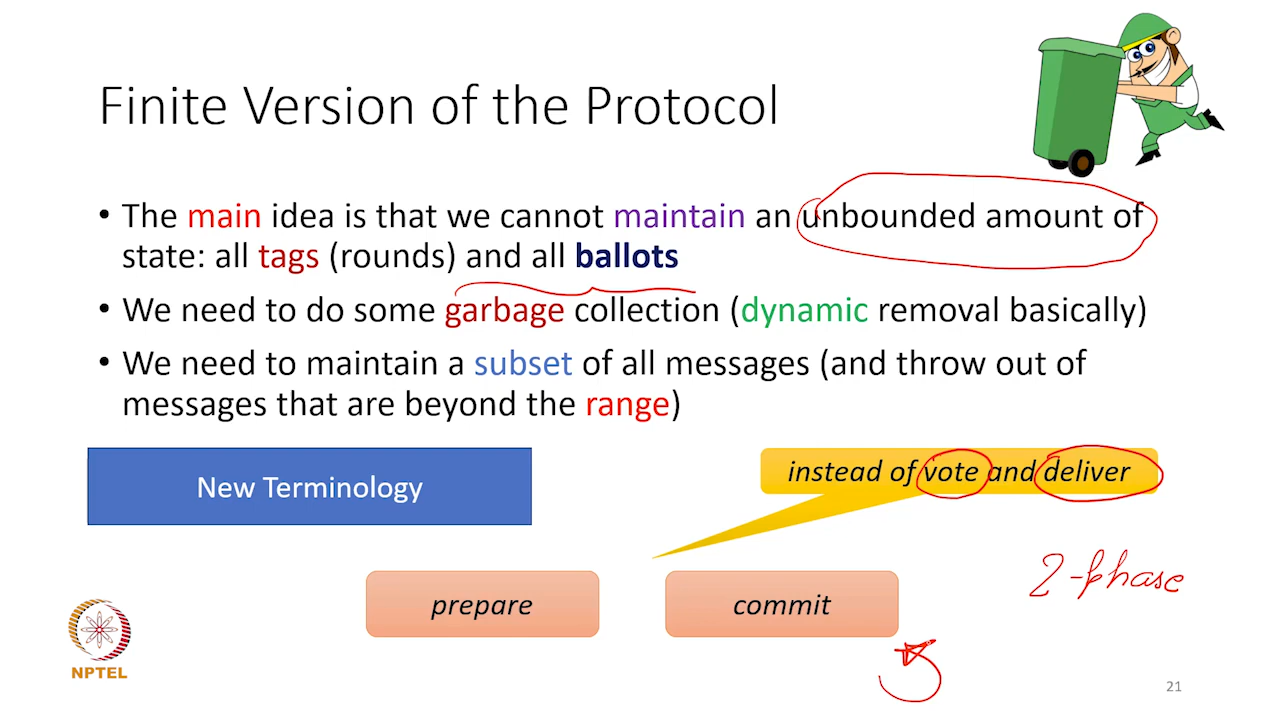 Finite Version of the Protocol
• The main idea is that we cannot maintain an unbounded amount of
state: all tags (rounds) and all ballots
• We need to do some garbage collection (dynamic removal basically)
• We need to maintain a subset of all messages (and throw out of
messages that are beyond the range)
New Terminology
instead of vote and deliver
prepare
commit
2-phase
NPTEL
21